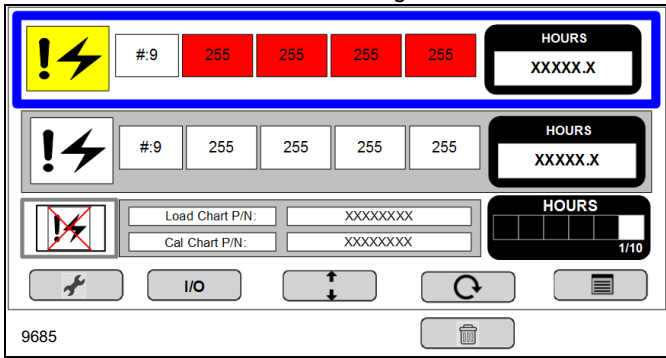 HOURS
#:9 255 255 255 255 XXXXX.X
HOURS
#:9 255 255 255 255 XXXXX.X
HOURS
Load Chart P/N: XXXXXXXX
Cal Chart P/N: XXXXXXXX
1/10
I/O
9685